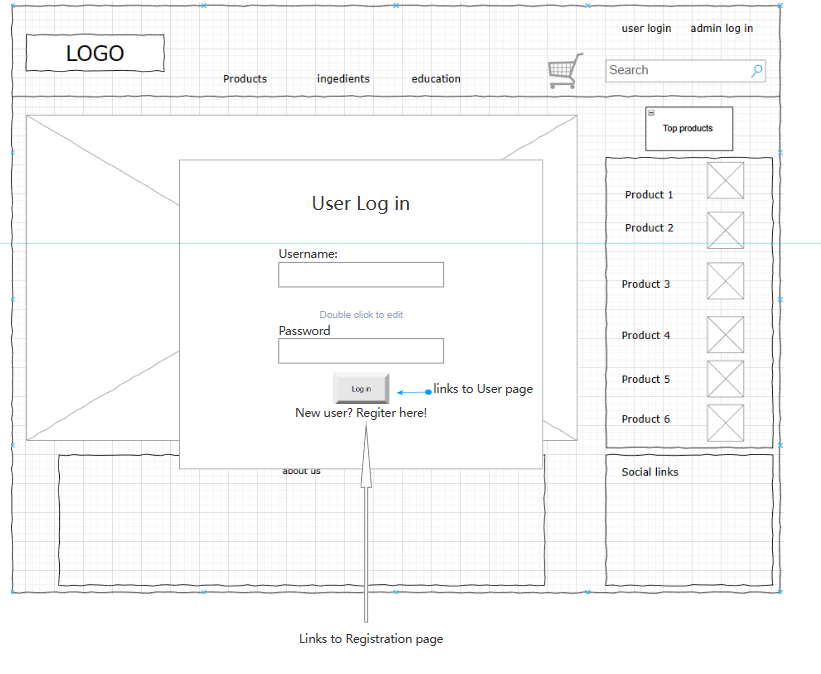 user login admin log in
LOGO
Products ingedients education
Search
Top products
User Log in
Username:
Double click to edit
Password
Log in
links to User page
New user? Regiter here!
about us
Product 1
Product 2
Product 3
Product 4
Product 5
Product 6
Social links
Links to Registration page